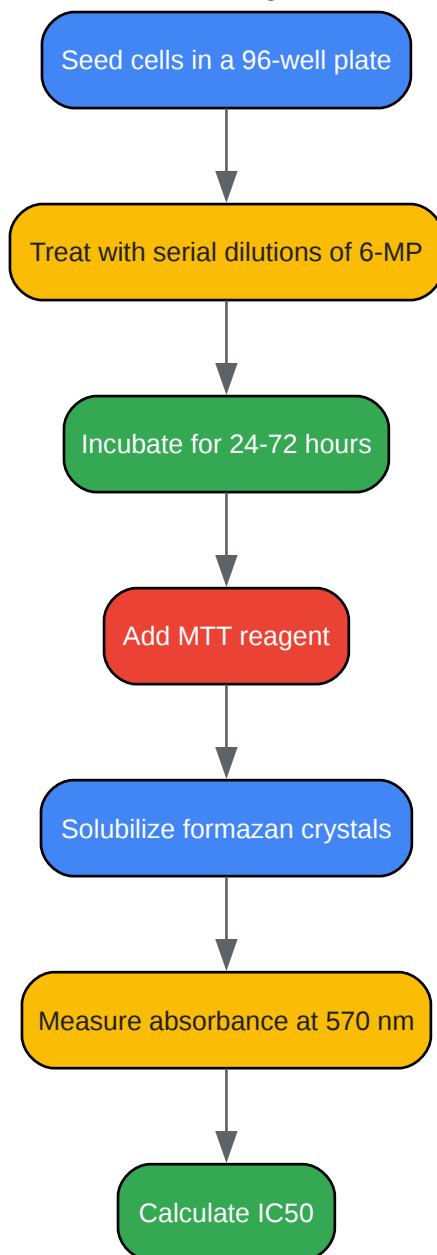 Seed cells in a 96-well plate
Treat with serial dilutions of 6-MP
Incubate for 24-72 hours
Add MTT reagent
Solubilize formazan crystals
Measure absorbance at 570 nm
Calculate IC50